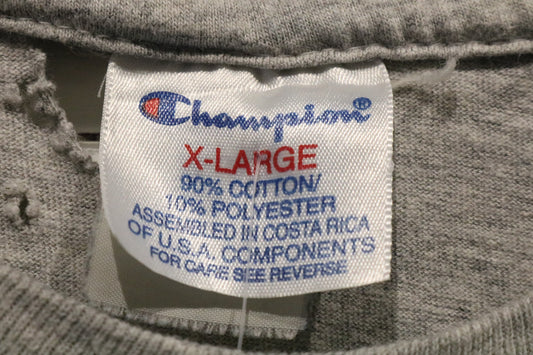 Champion®
X-LARGE
90% COTTON/
10% POLYESTER
ASSEMBLED IN COSTA RICA
OF U.S.A. COMPONENTS
FOR CARE SEE REVERSE